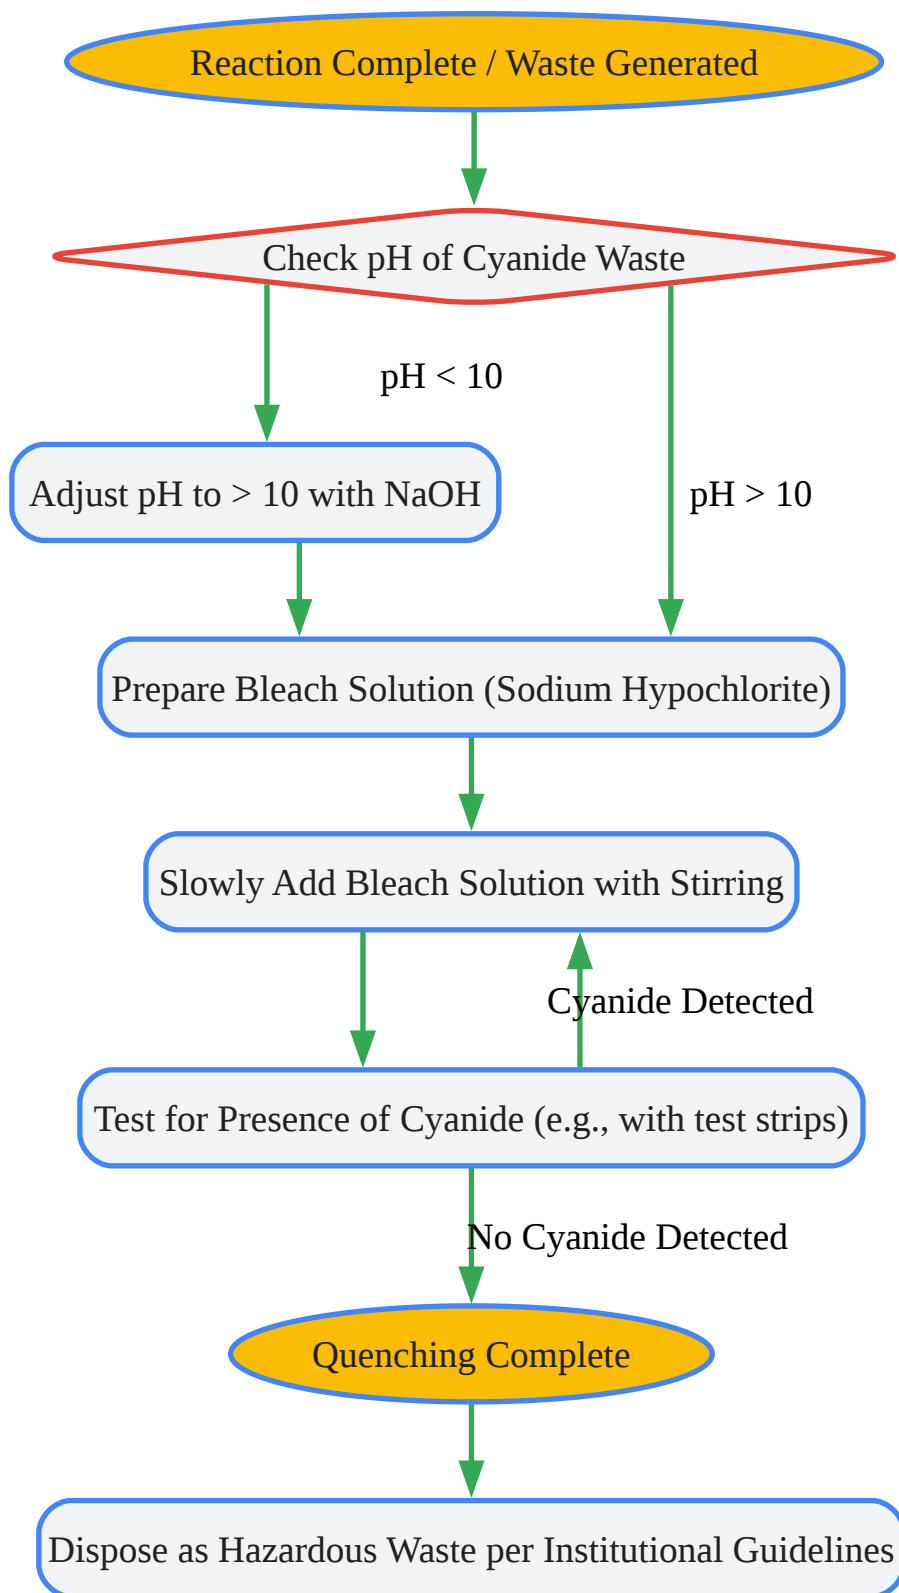 Reaction Complete / Waste Generated
Check pH of Cyanide Waste
pH < 10
Adjust pH to > 10 with NaOH
pH > 10
Prepare Bleach Solution (Sodium Hypochlorite)
Slowly Add Bleach Solution with Stirring
Cyanide Detected
Test for Presence of Cyanide (e.g., with test strips)
No Cyanide Detected
Quenching Complete
Dispose as Hazardous Waste per Institutional Guidelines